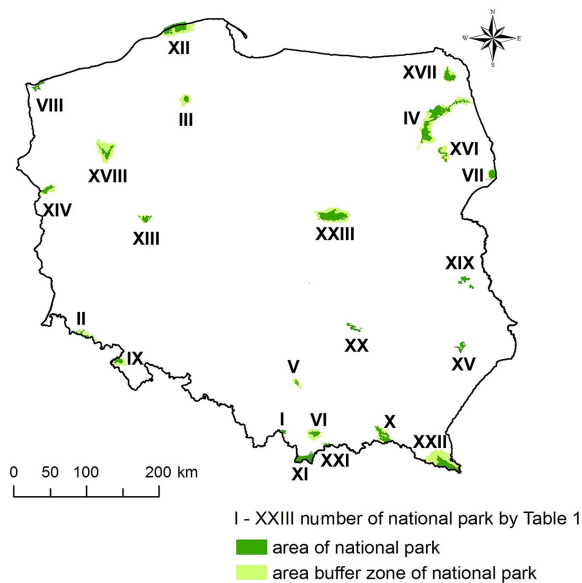 N
W
E
S
XII
XVII
VIII
III
IV
XVI
XVIII
VII
XIV
XIII
XXIII
XIX
II
XX
IX
XV
V
I
VI
X
XXII
XI
XXI
0 50 100 200 km
I - XXIII number of national park by Table 1
area of national park
area buffer zone of national park